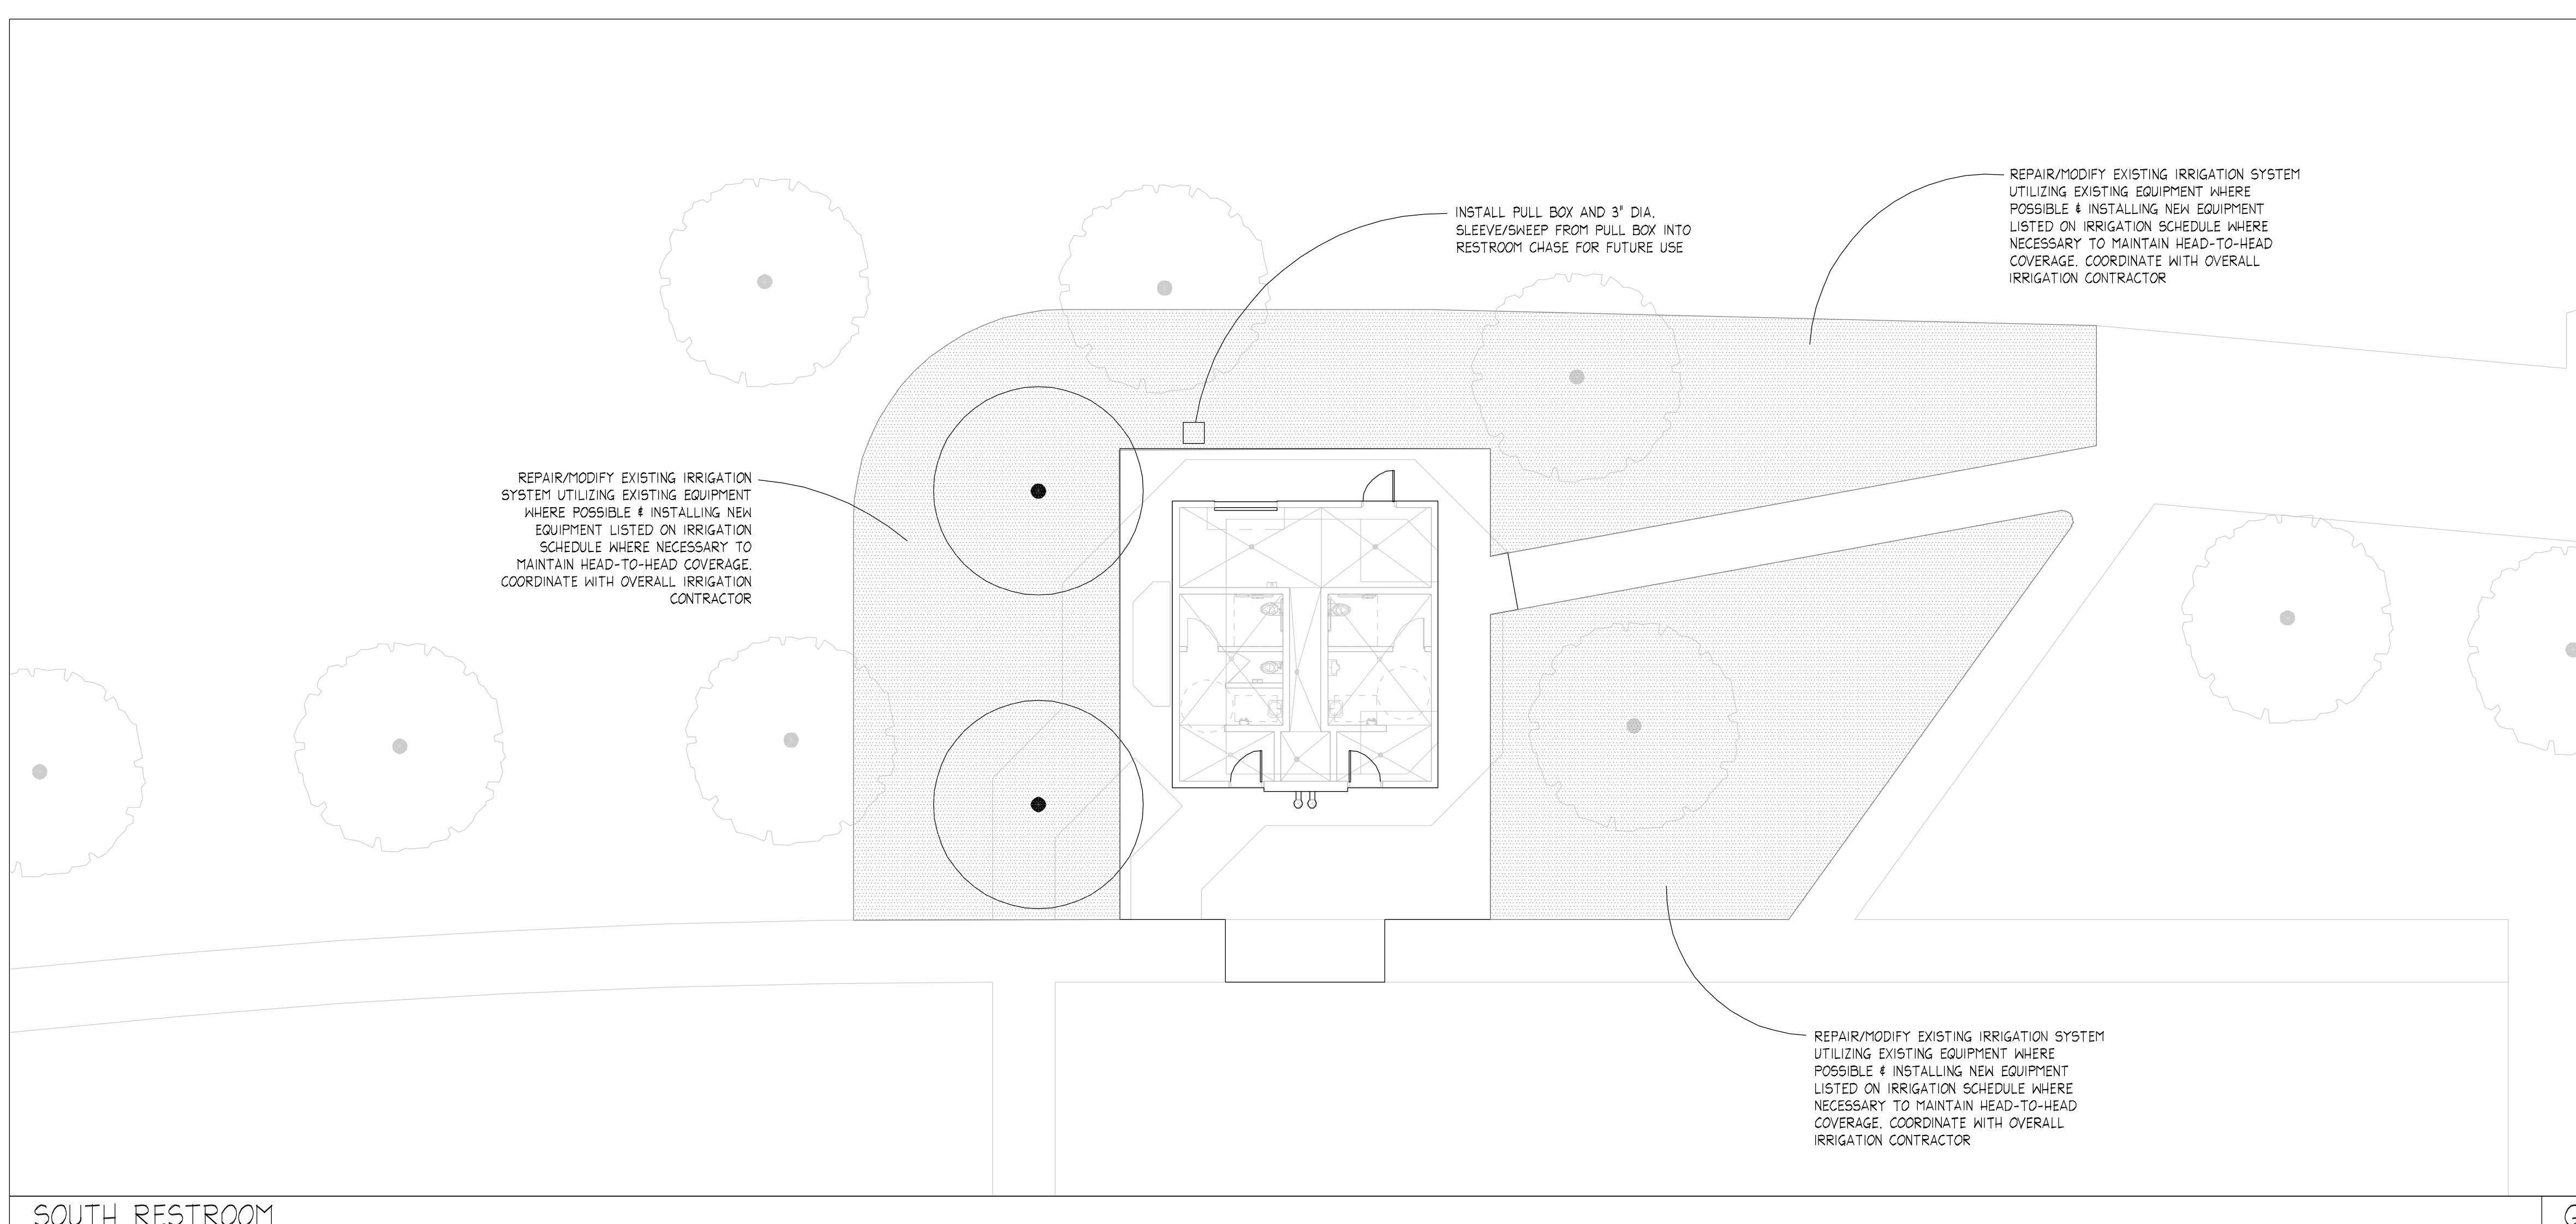 REPAIR/MODIFY EXISTING IRRIGATION SYSTEM
UTILIZING EXISTING EQUIPMENT WHERE
POSSIBLE & INSTALLING NEW EQUIPMENT
LISTED ON IRRIGATION SCHEDULE WHERE
NECESSARY TO MAINTAIN HEAD-TO-HEAD
COVERAGE. COORDINATE WITH OVERALL
IRRIGATION CONTRACTOR
INSTALL PULL BOX AND 3" DIA.
SLEEVE/SWEEP FROM PULL BOX INTO
RESTROOM CHASE FOR FUTURE USE
REPAIR/MODIFY EXISTING IRRIGATION
SYSTEM UTILIZING EXISTING EQUIPMENT
WHERE POSSIBLE & INSTALLING NEW
EQUIPMENT LISTED ON IRRIGATION
SCHEDULE WHERE NECESSARY TO
MAINTAIN HEAD-TO-HEAD COVERAGE.
COORDINATE WITH OVERALL IRRIGATION
CONTRACTOR
REPAIR/MODIFY EXISTING IRRIGATION SYSTEM
UTILIZING EXISTING EQUIPMENT WHERE
POSSIBLE & INSTALLING NEW EQUIPMENT
LISTED ON IRRIGATION SCHEDULE WHERE
NECESSARY TO MAINTAIN HEAD-TO-HEAD
COVERAGE. COORDINATE WITH OVERALL
IRRIGATION CONTRACTOR
SOUTH RESTROOM